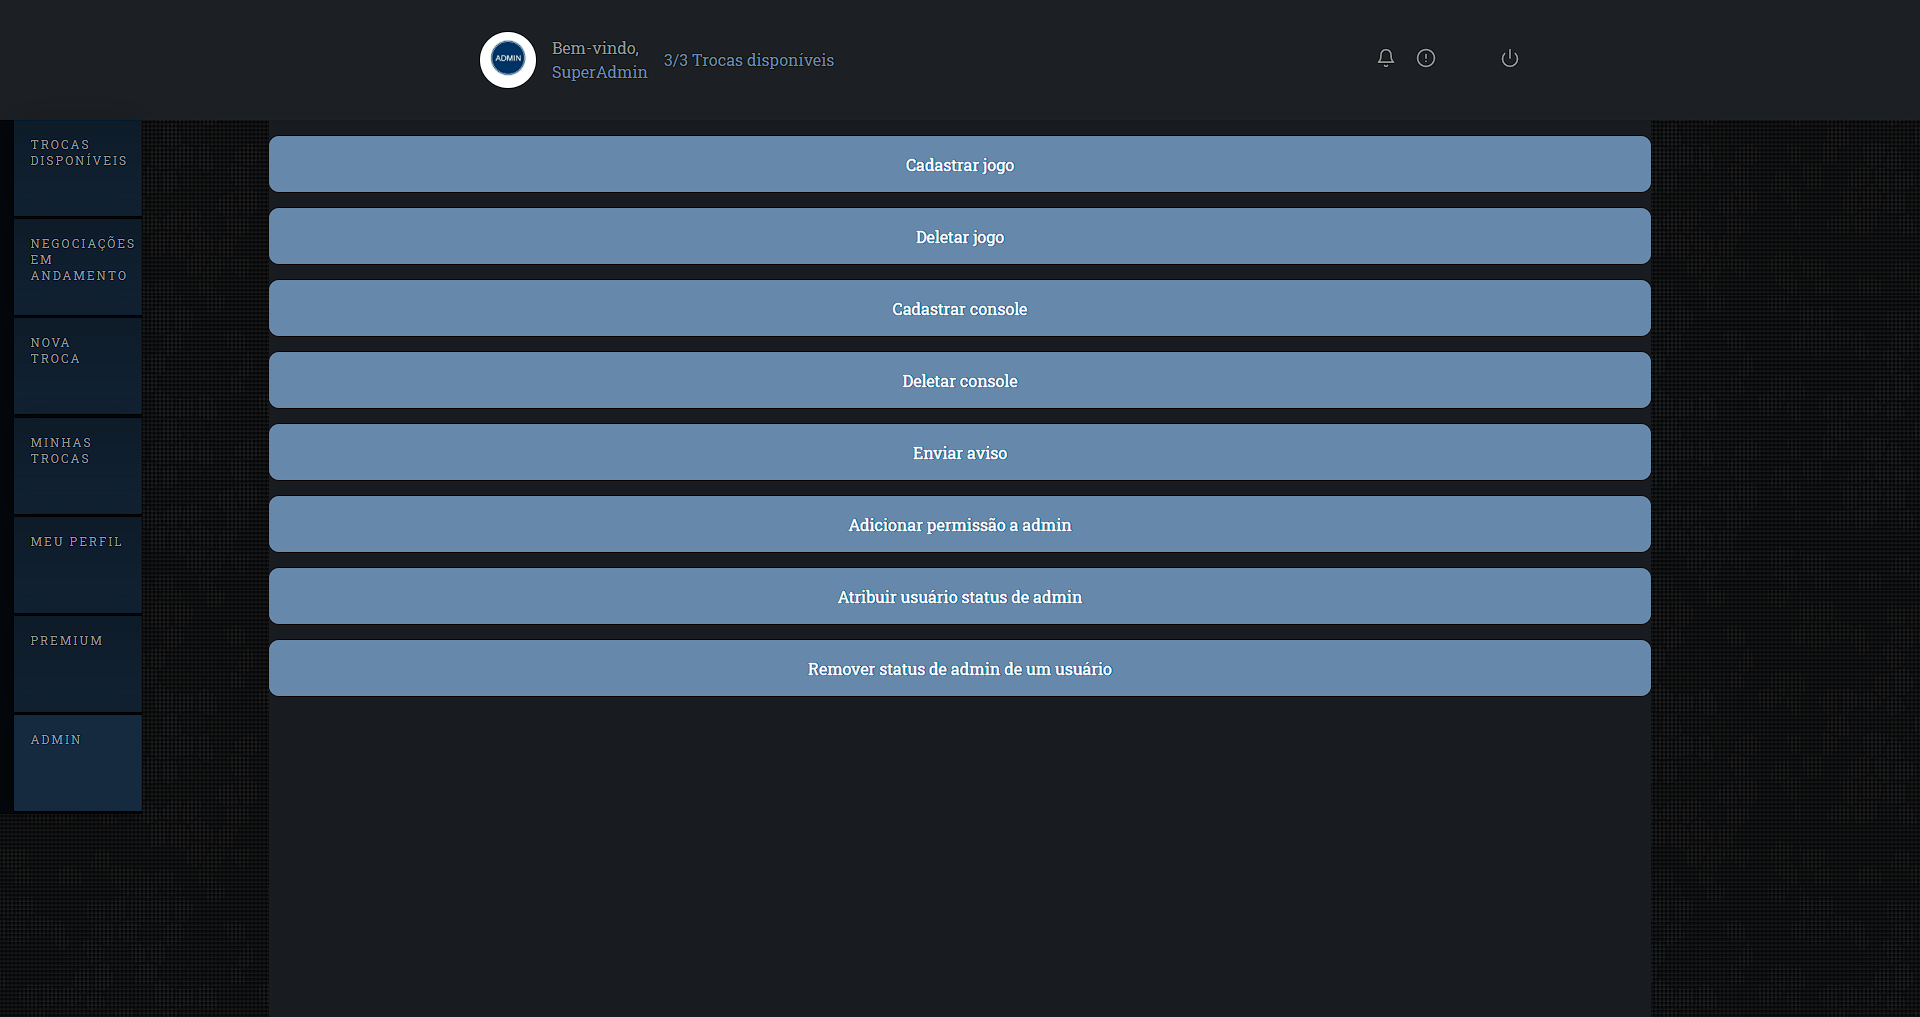 ADMIN
Bem-vindo,
SuperAdmin
3/3 Trocas disponíveis
TROCAS
DISPONÍVEIS
NEGOCIAÇÕES
EM
ANDAMENTO
NOVA
TROCA
MINHAS
TROCAS
MEU PERFIL
PREMIUM
ADMIN
Cadastrar jogo
Deletar jogo
Cadastrar console
Deletar console
Enviar aviso
Adicionar permissão a admin
Atribuir usuário status de admin
Remover status de admin de um usuário